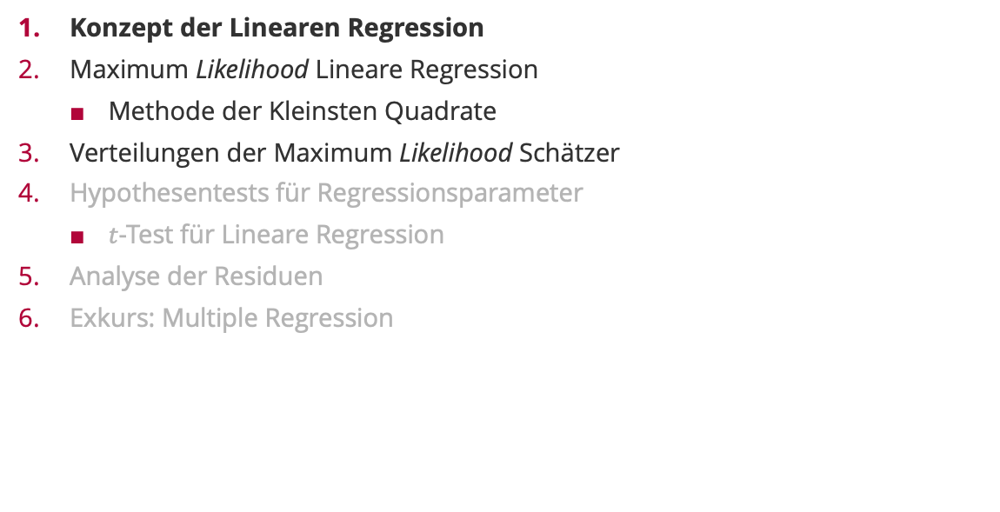 1. Konzept der Linearen Regression
2. Maximum Likelihood Lineare Regression
■ Methode der Kleinsten Quadrate
3. Verteilungen der Maximum Likelihood Schätzer
4. Hypothesentests für Regressionsparameter
■ t-Test für Lineare Regression
5. Analyse der Residuen
6. Exkurs: Multiple Regression